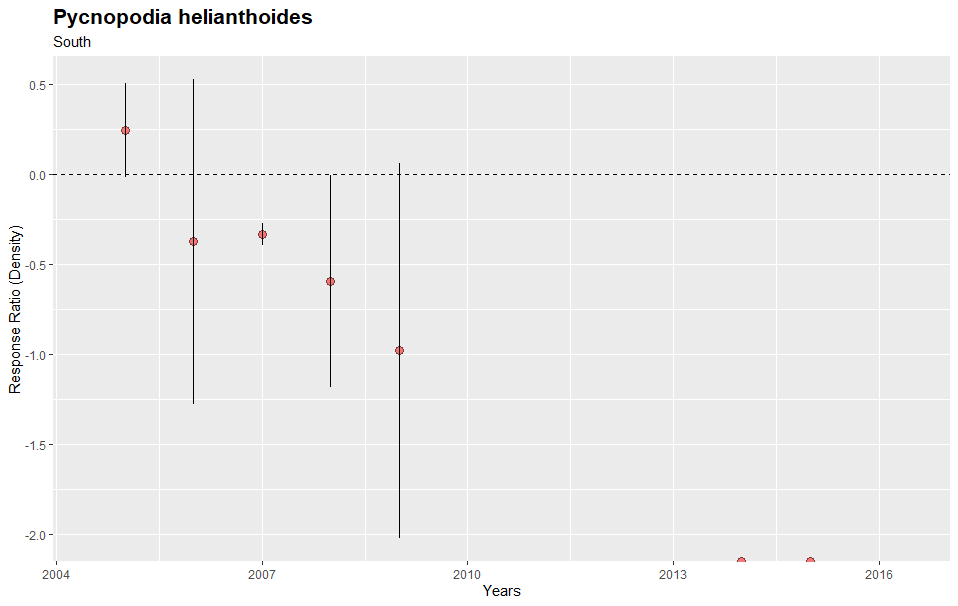 Pycnopodia helianthoides
South
Response Ratio (Density)
0.5
0.0
-0.5
-1.0
-1.5
-2.0
2004 2007 2010 2013 2016
Years